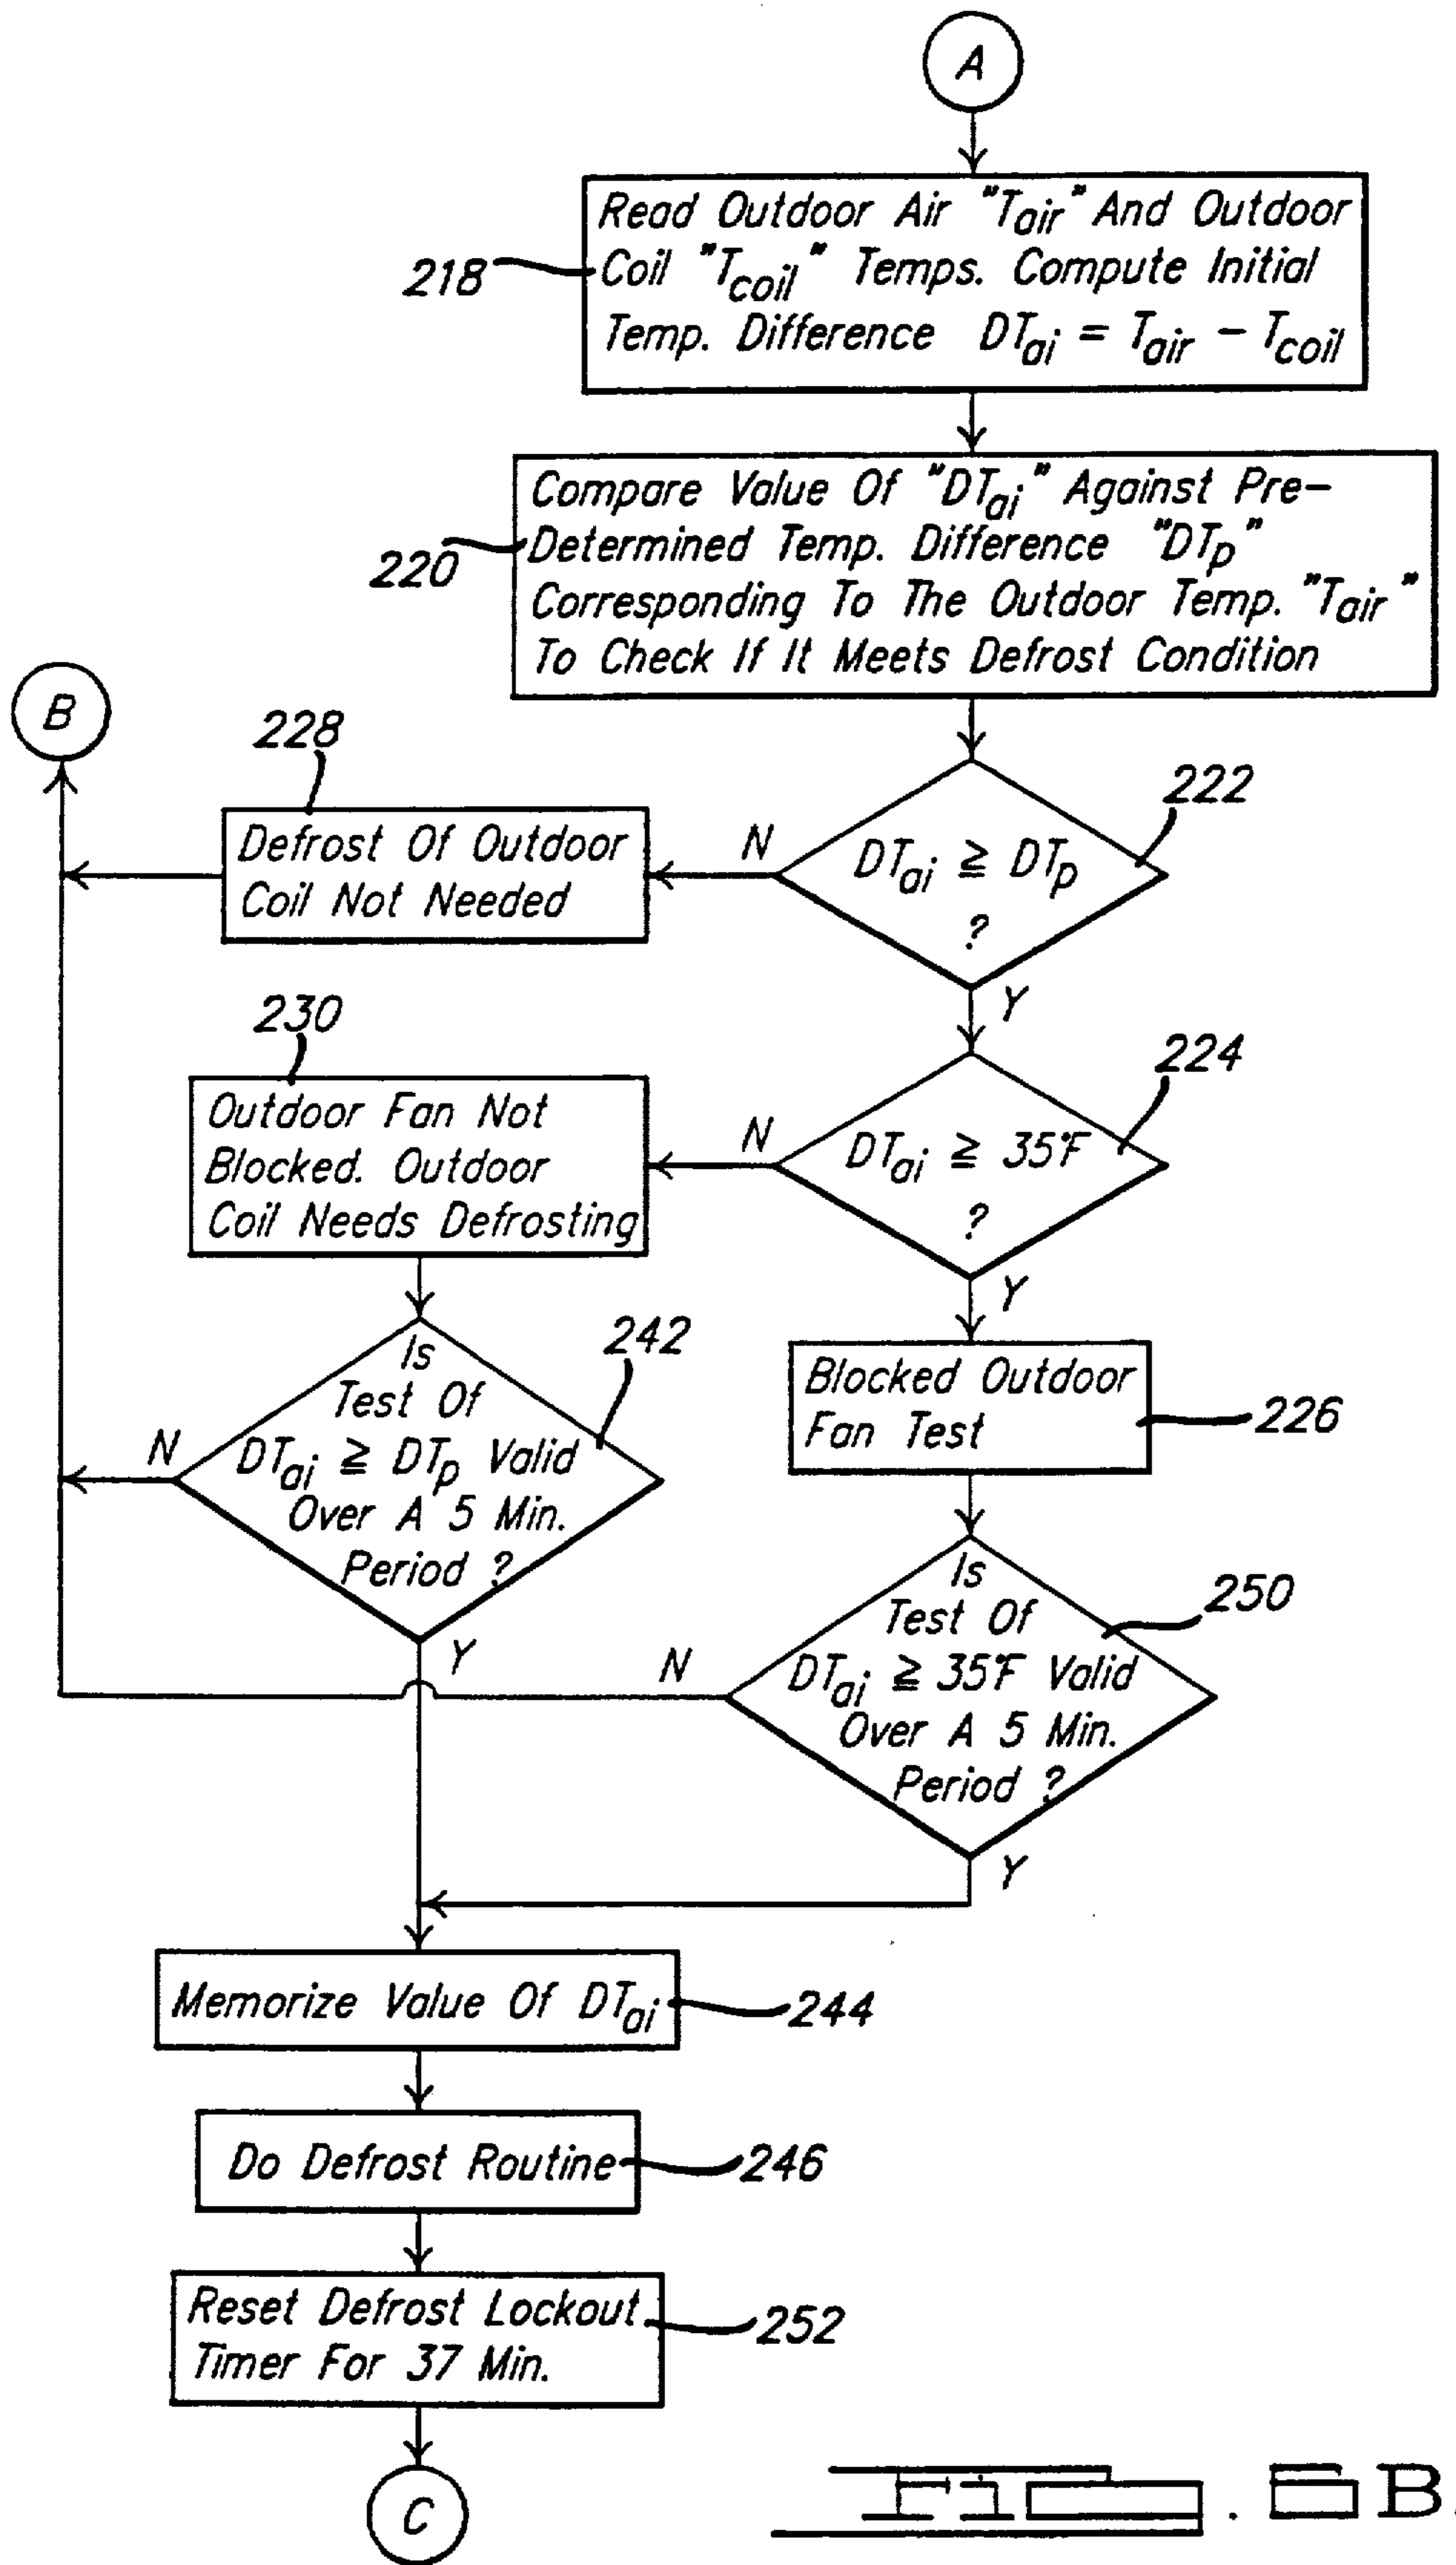 A
Read Outdoor Air "Tair" And Outdoor
Coil "Tcoil" Temps. Compute Initial
Temp. Difference DTai = Tair - Tcoil
218
Compare Value Of "DTai" Against Pre-
Determined Temp. Difference "DTp"
Corresponding To The Outdoor Temp. "Tair"
To Check If It Meets Defrost Condition
220
B
228
Defrost Of Outdoor
Coil Not Needed
N
DTai ≧ DTp
?
222
Y
230
Outdoor Fan Not
Blocked. Outdoor
Coil Needs Defrosting
N
DTai ≧ 35°F
?
224
Y
Is
Test Of
DTai ≧ DTp Valid
Over A 5 Min.
Period ?
242
N
Y
Blocked Outdoor
Fan Test
226
Is
Test Of
DTai ≧ 35°F Valid
Over A 5 Min.
Period ?
250
N
Y
Memorize Value Of DTai
244
Do Defrost Routine
246
Reset Defrost Lockout
Timer For 37 Min.
252
C
B.